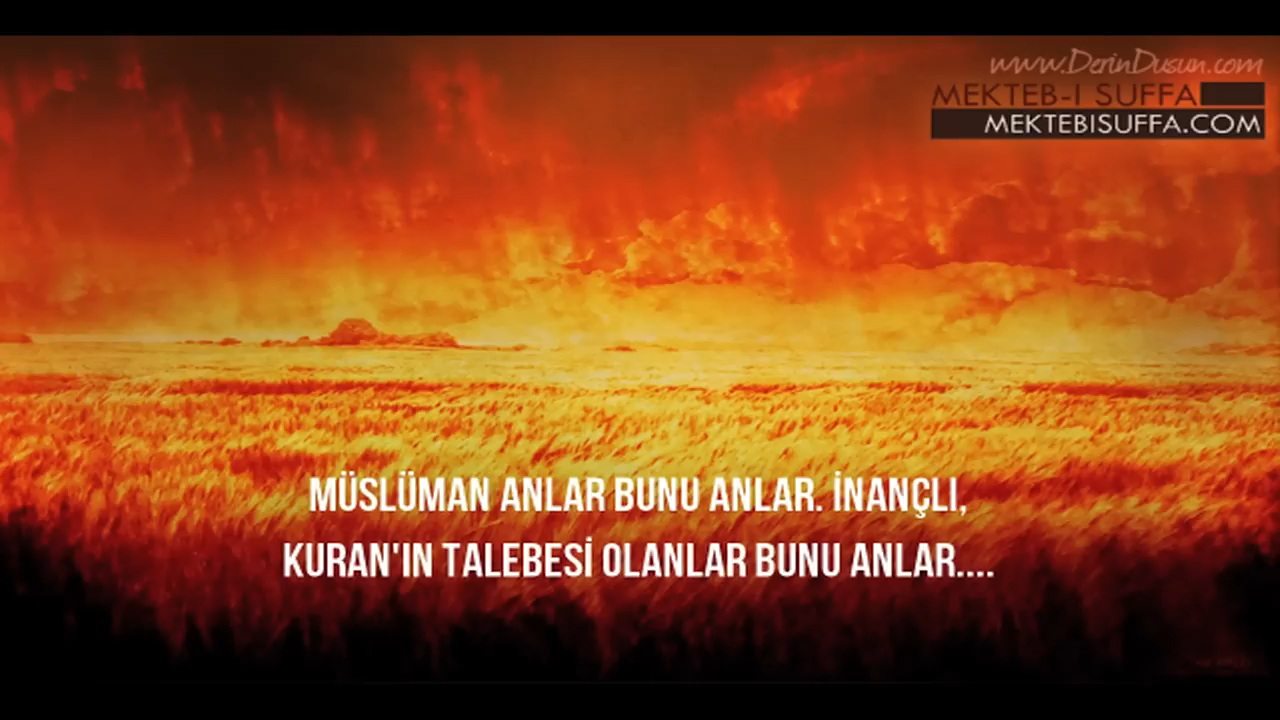 www.DerinDusun.com
MEKTEB-I SUFFA
MEKTEBISUFFA.COM
MÜSLÜMAN ANLAR BUNU ANLAR. İNANÇLI,
KURAN'IN TALEBESİ OLANLAR BUNU ANLAR....